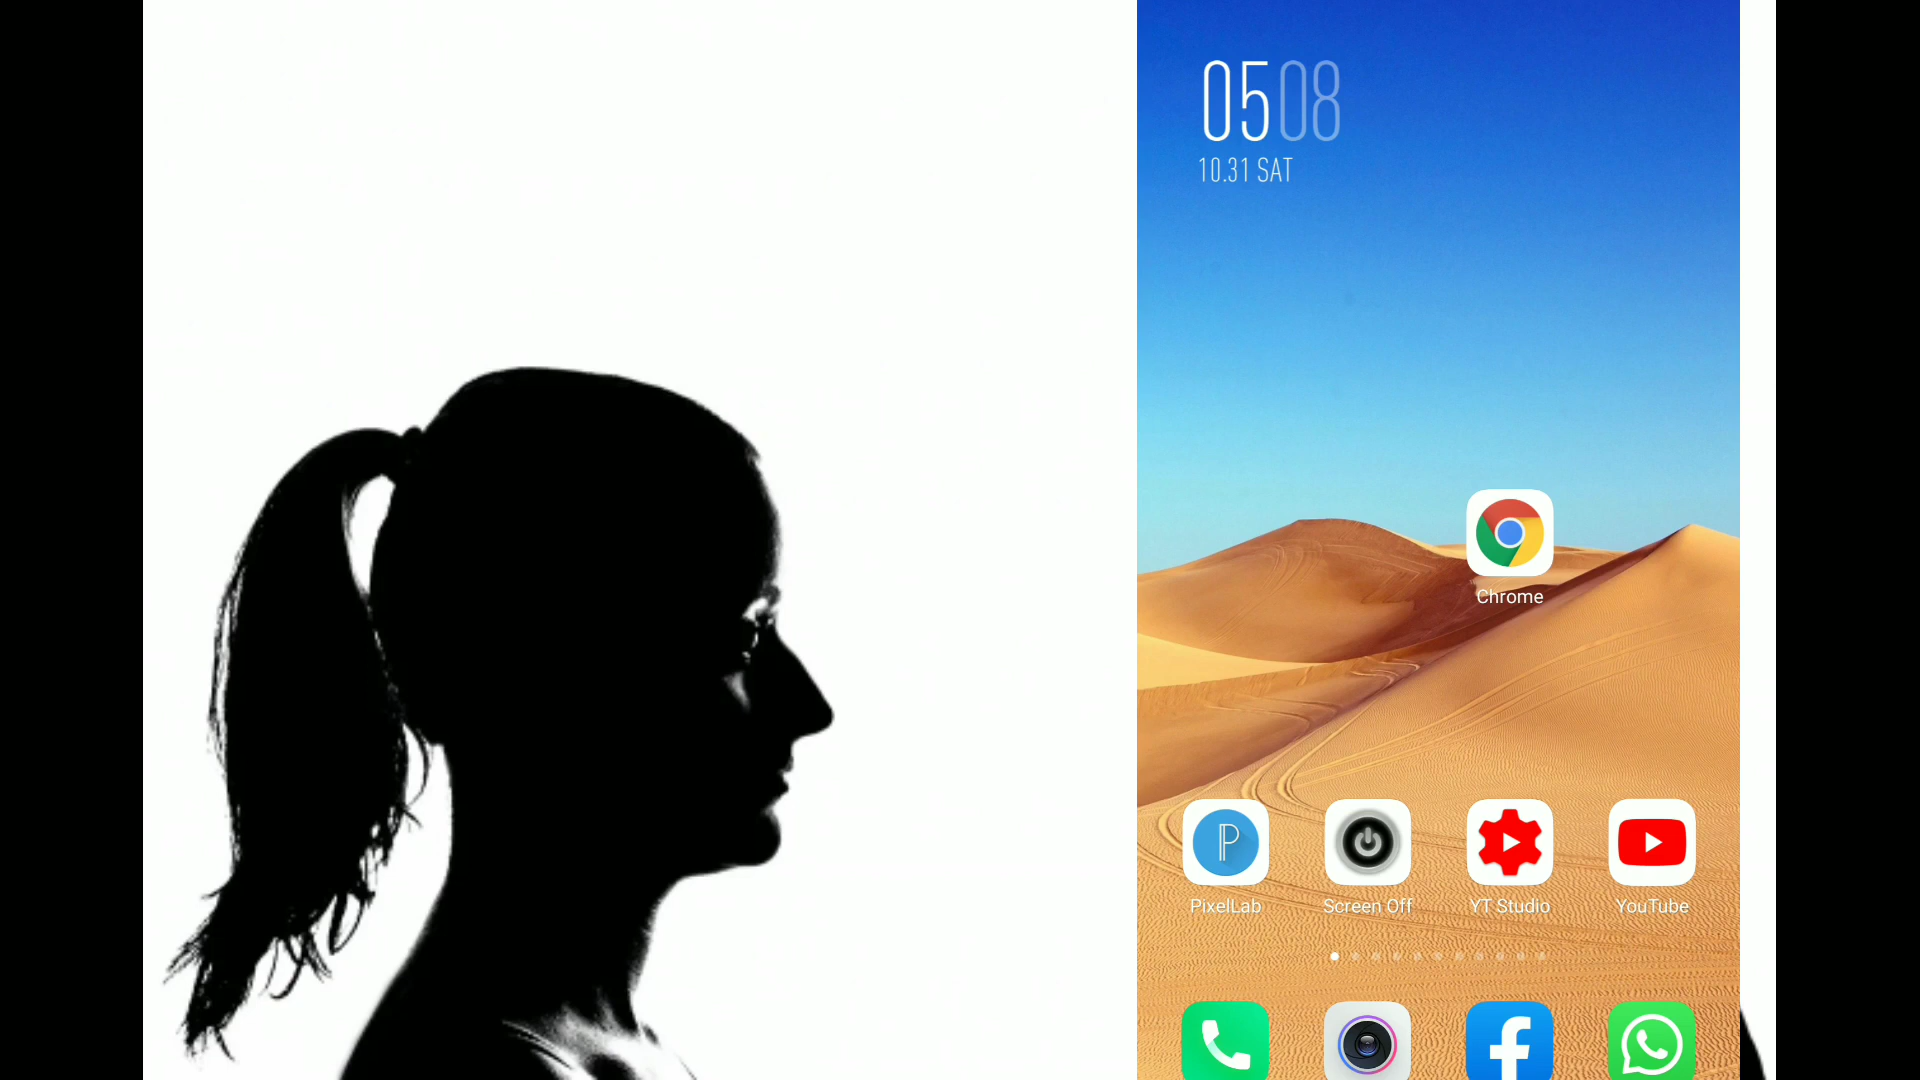 0508
10.31 SAT
Chrome
PixelLab
Screen Off
YT Studio
YouTube